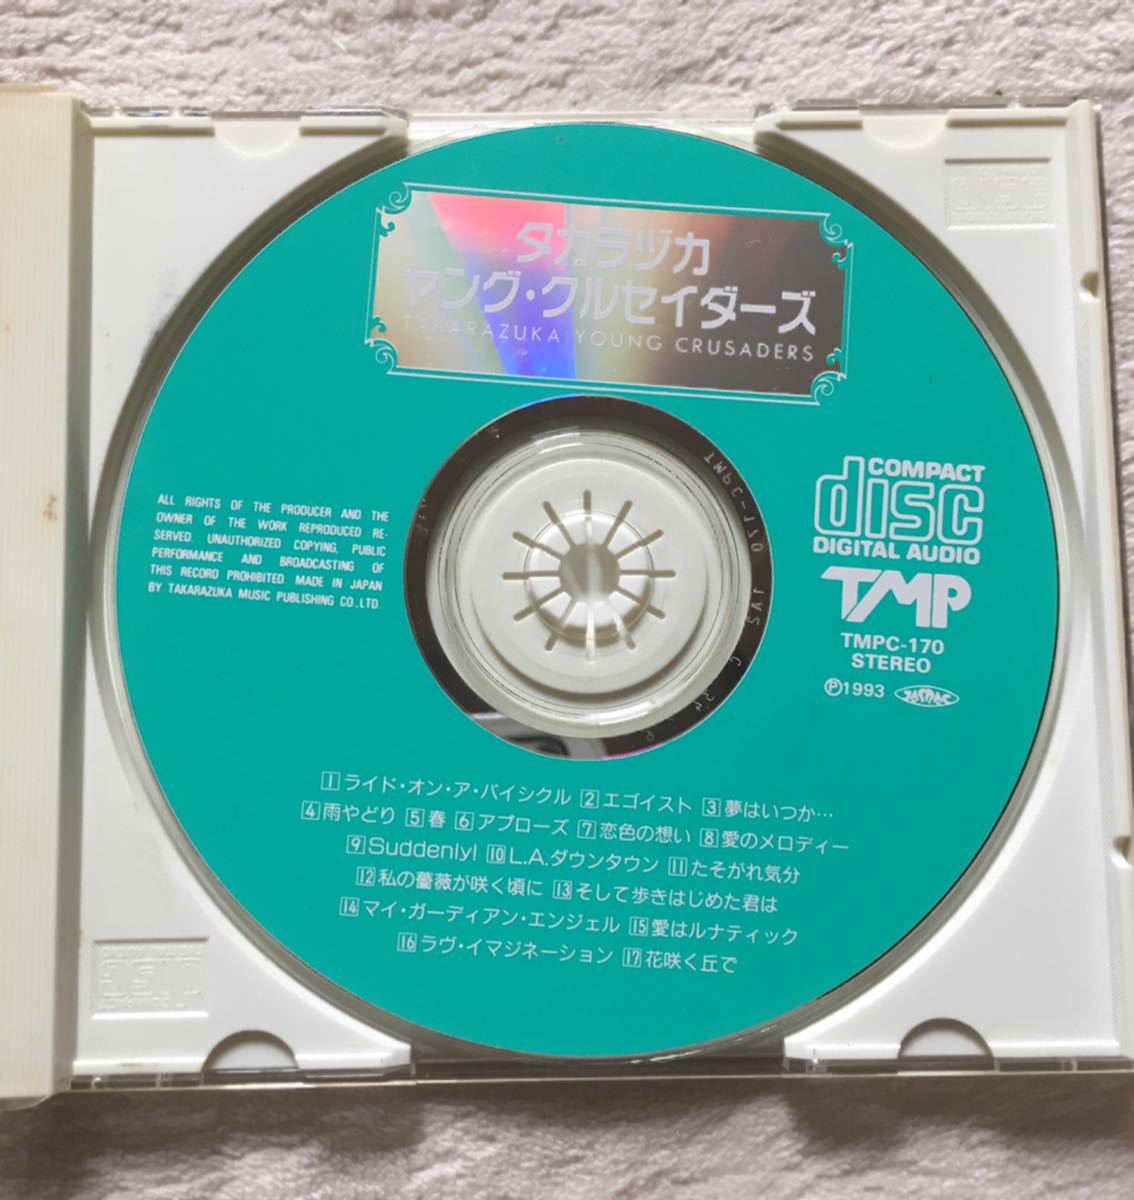 タカラヅカ
ヤング・クルセイダーズ
TAKARAZUKA YOUNG CRUSADERS
ALL RIGHTS OF THE PRODUCER AND THE
OWNER OF THE WORK REPRODUCED RE-
SERVED. UNAUTHORIZED COPYING, PUBLIC
PERFORMANCE AND BROADCASTING OF
THIS RECORD PROHIBITED. MADE IN JAPAN
BY TAKARAZUKA MUSIC PUBLISHING CO.,LTD.
COMPACT
disc
DIGITAL AUDIO
TMP
TMPC-170
STEREO
Ⓟ1993 JASRAC
TMPC-170
1 ライド・オン・ア・バイシクル 2 エゴイスト 3 夢はいつか…
4 雨やどり 5 春 6 アプローズ 7 恋色の想い 8 愛のメロディー
9 Suddenly! 10 L.A.ダウンタウン 11 たそがれ気分
12 私の薔薇が咲く頃に 13 そして歩きはじめた君は
14 マイ・ガーディアン・エンジェル 15 愛はルナティック
16 ラヴ・イマジネーション 17 花咲く丘で